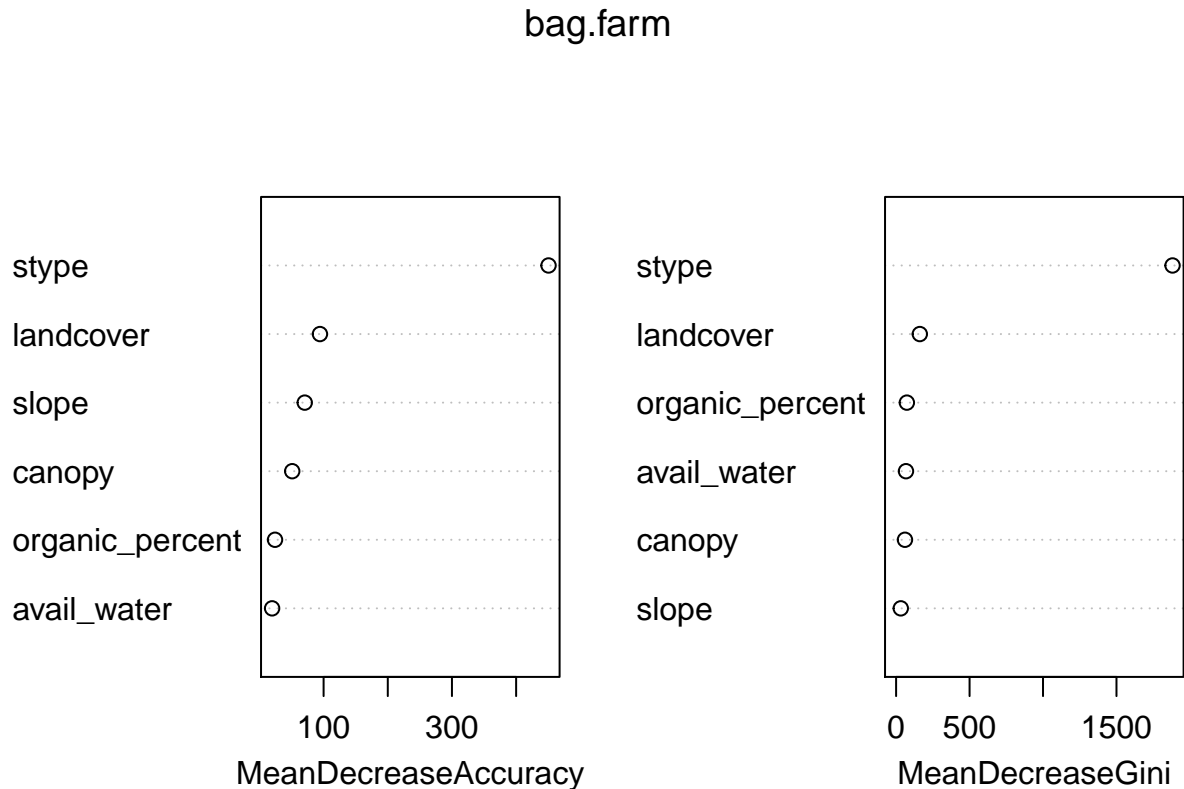 bag.farm
stype
landcover
slope
canopy
organic_percent
avail_water
100 300
MeanDecreaseAccuracy
stype
landcover
organic_percent
avail_water
canopy
slope
0 500 1500
MeanDecreaseGini